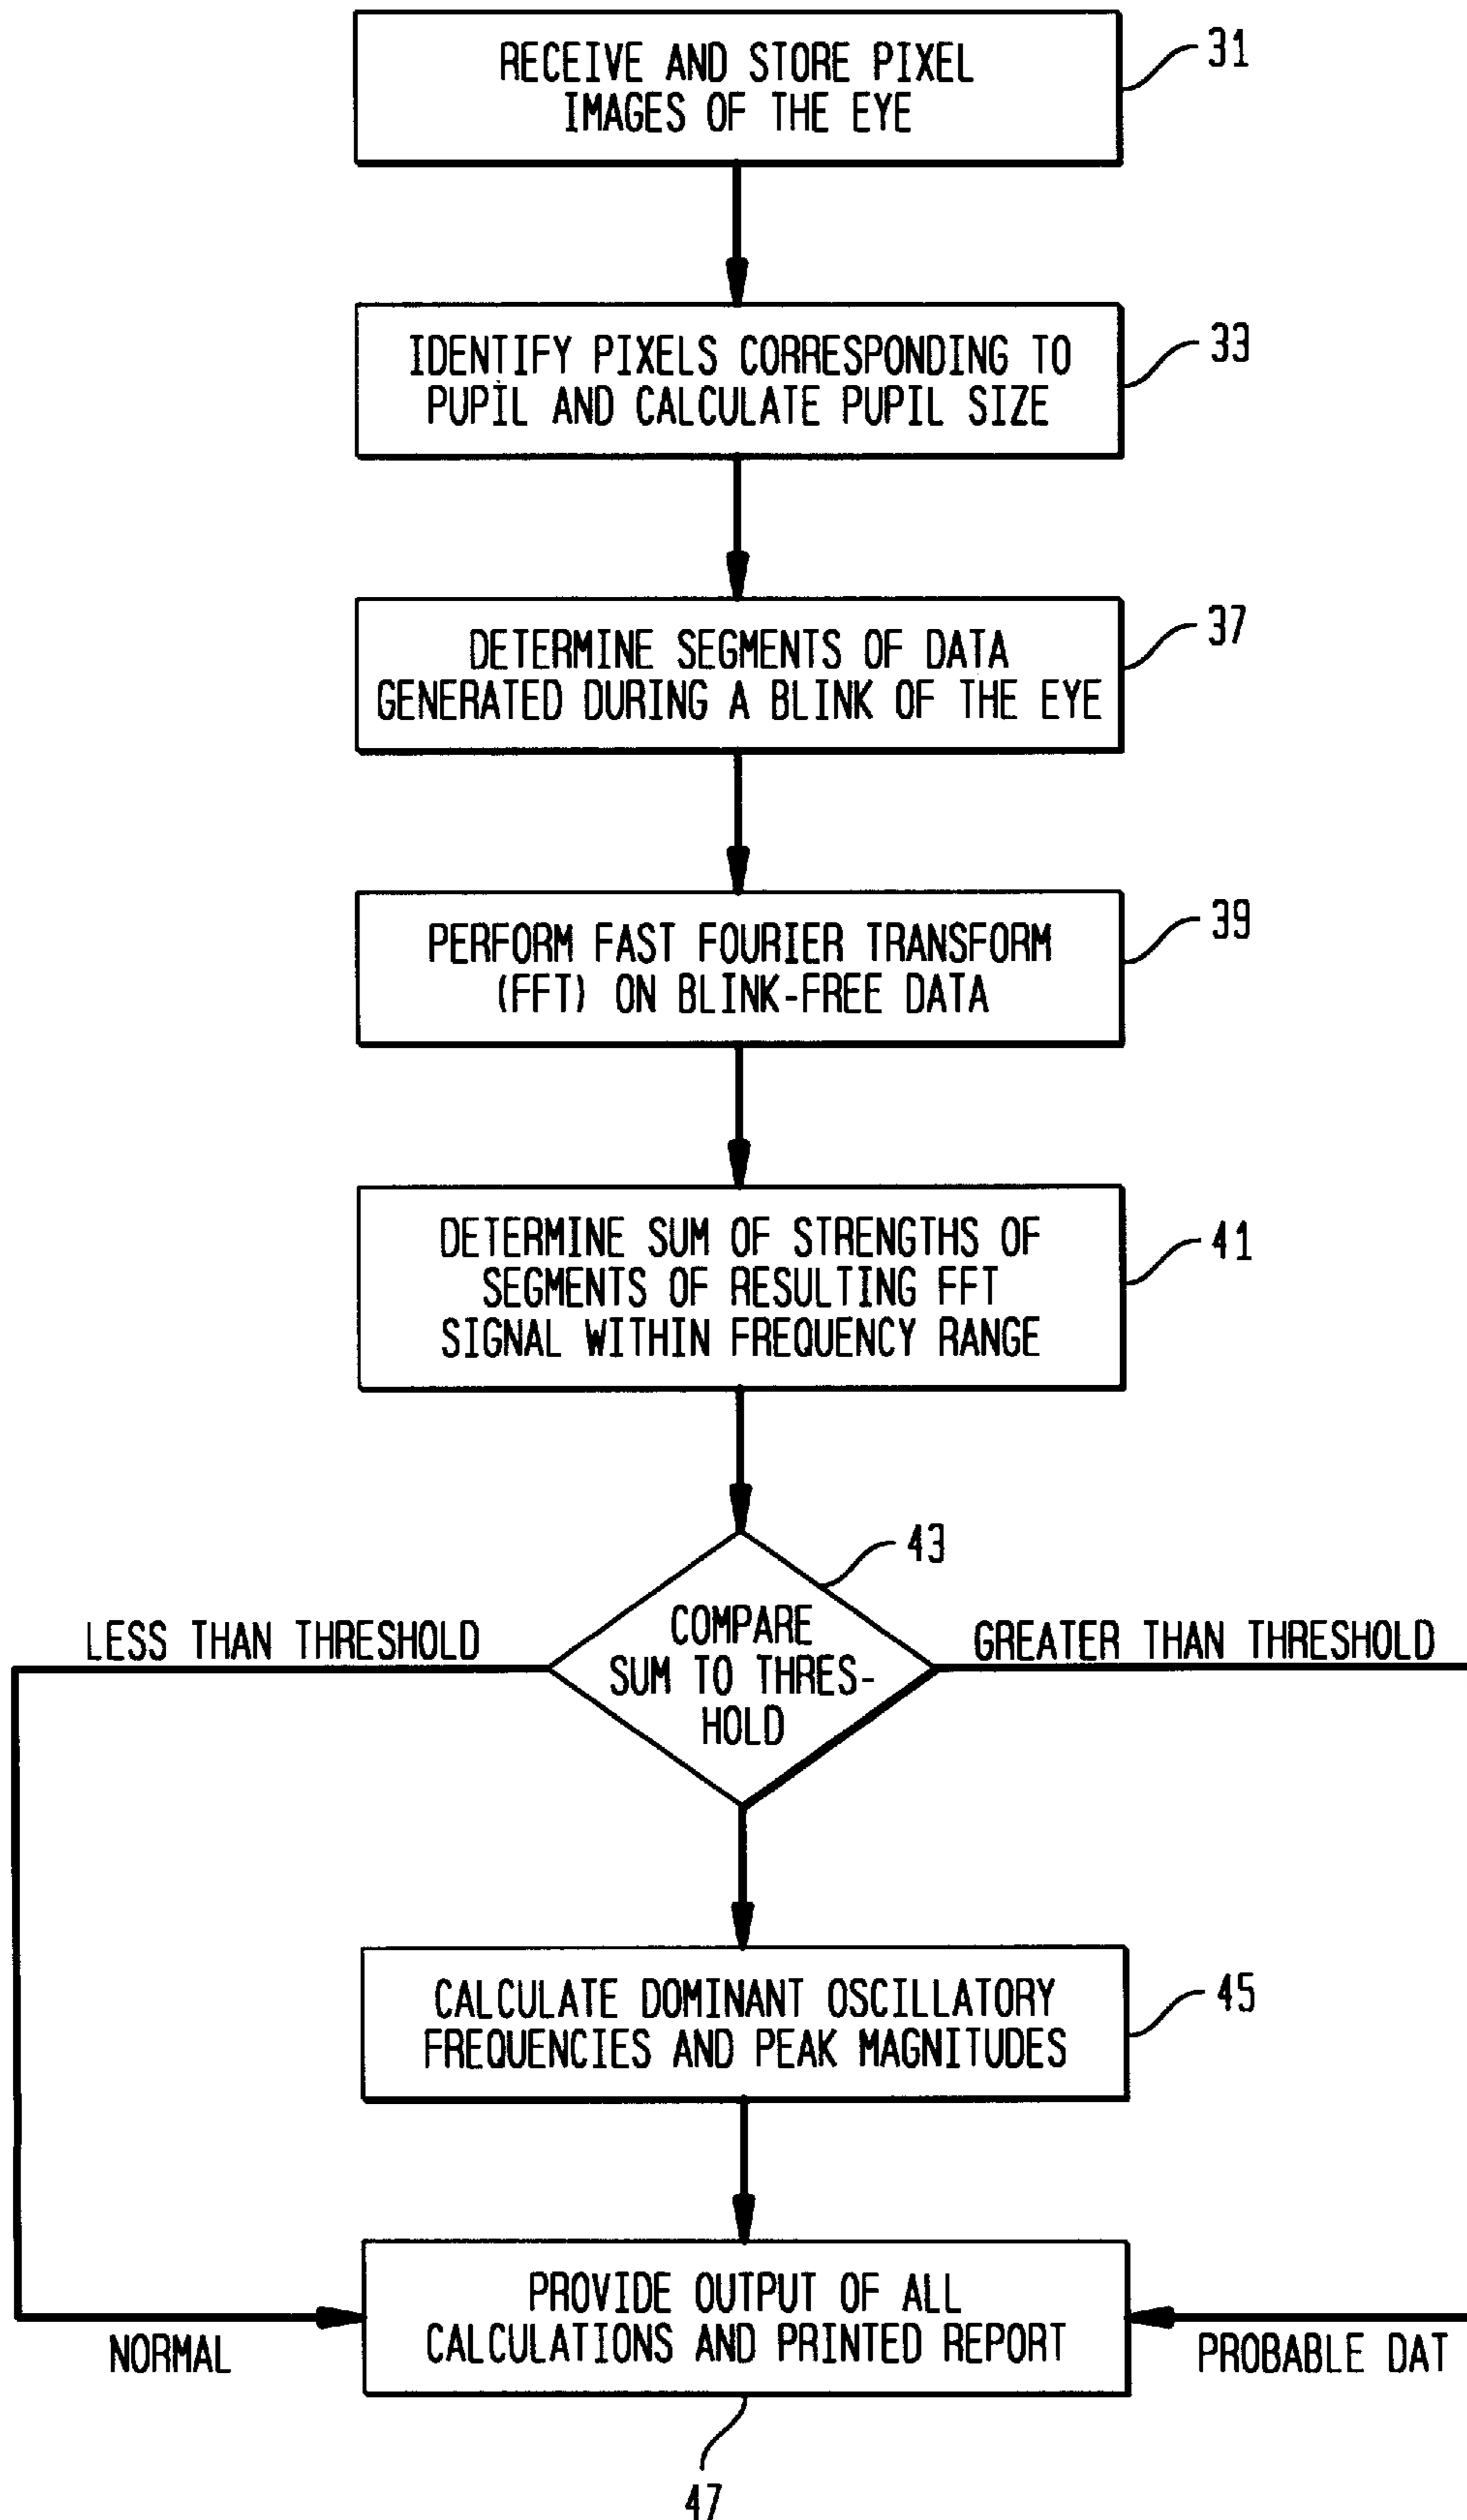 RECEIVE AND STORE PIXEL
IMAGES OF THE EYE
31
IDENTIFY PIXELS CORRESPONDING TO
PUPIL AND CALCULATE PUPIL SIZE
33
DETERMINE SEGMENTS OF DATA
GENERATED DURING A BLINK OF THE EYE
37
PERFORM FAST FOURIER TRANSFORM
(FFT) ON BLINK-FREE DATA
39
DETERMINE SUM OF STRENGTHS OF
SEGMENTS OF RESULTING FFT
SIGNAL WITHIN FREQUENCY RANGE
41
43
LESS THAN THRESHOLD
COMPARE
SUM TO THRES-
HOLD
GREATER THAN THRESHOLD
CALCULATE DOMINANT OSCILLATORY
FREQUENCIES AND PEAK MAGNITUDES
45
PROVIDE OUTPUT OF ALL
CALCULATIONS AND PRINTED REPORT
NORMAL
PROBABLE DAT
47